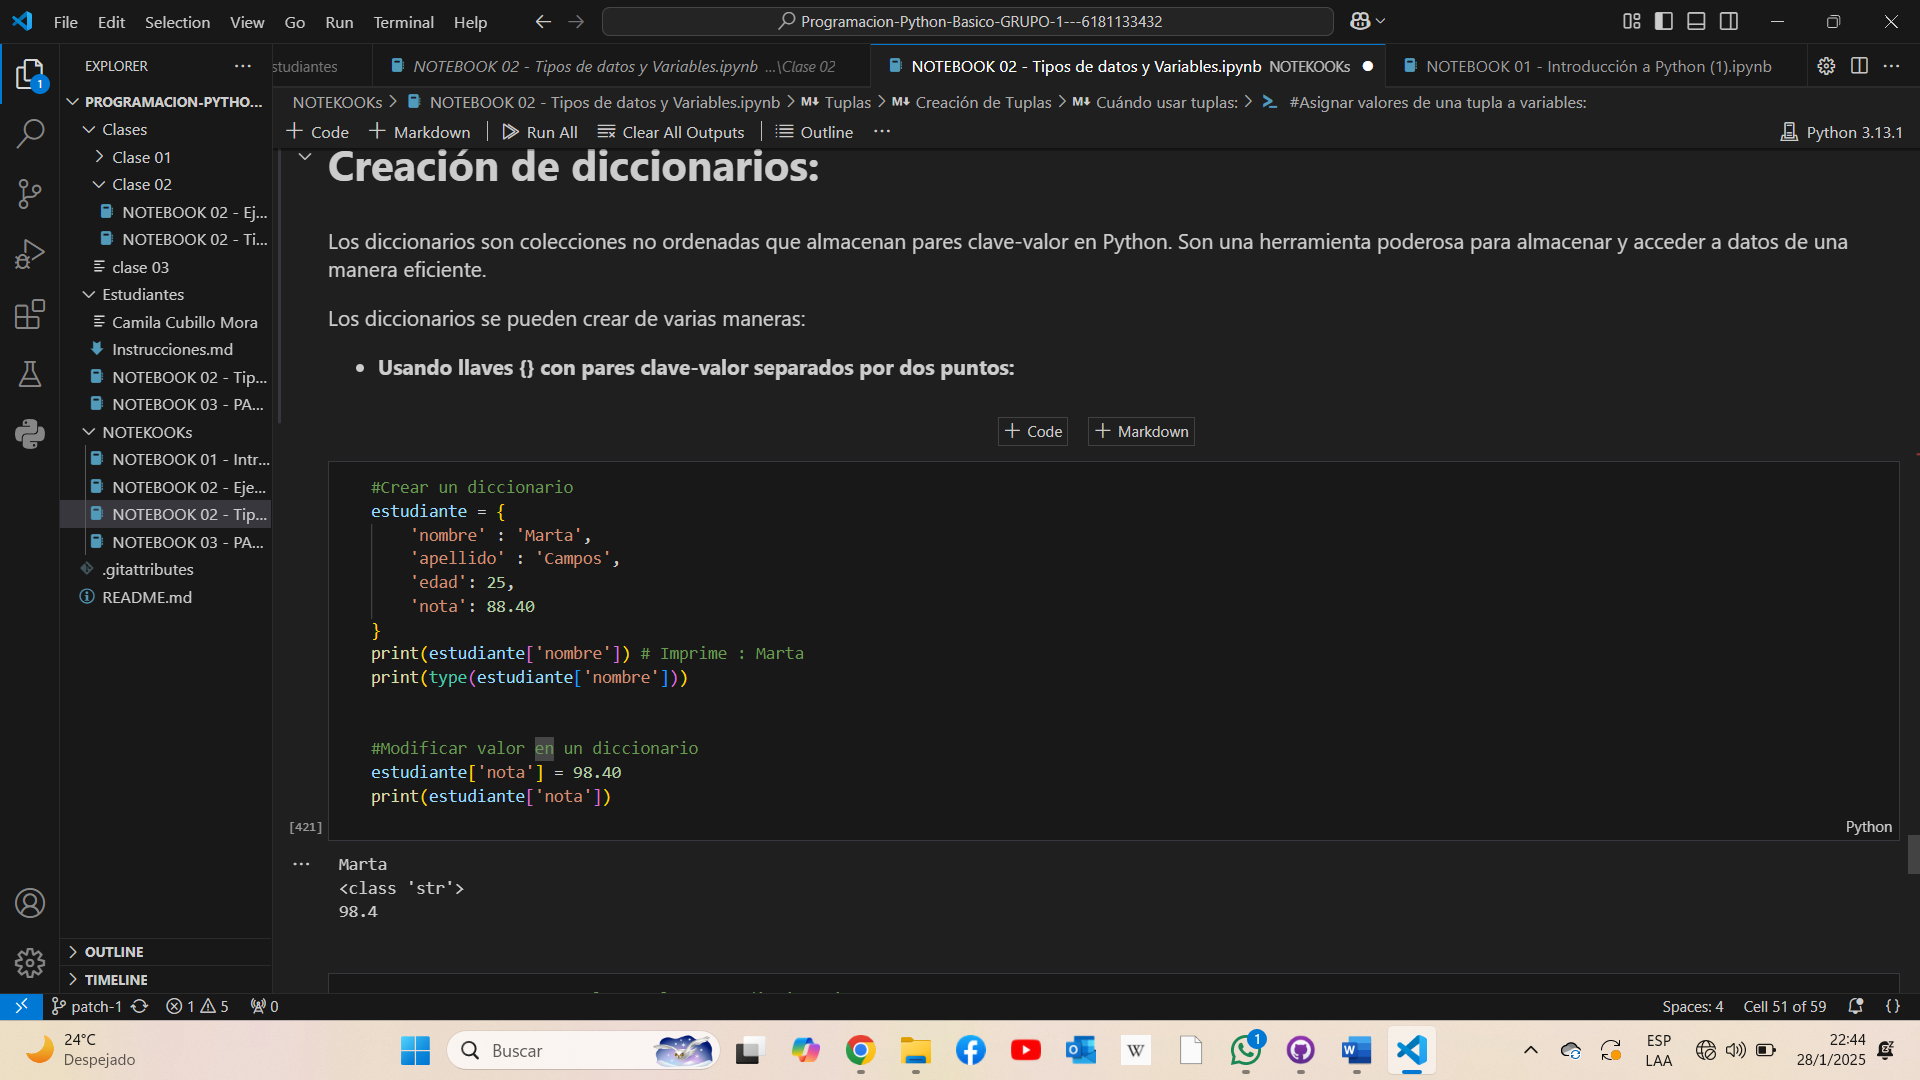 File Edit Selection View Go Run Terminal Help
Programacion-Python-Basico-GRUPO-1---6181133432
EXPLORER
studiantes
NOTEBOOK 02 - Tipos de datos y Variables.ipynb ...\Clase 02
NOTEBOOK 02 - Tipos de datos y Variables.ipynb NOTEKOOKs
NOTEBOOK 01 - Introducción a Python (1).ipynb
NOTEKOOKs > NOTEBOOK 02 - Tipos de datos y Variables.ipynb > M↓ Tuplas > M↓ Creación de Tuplas > M↓ Cuándo usar tuplas: > #Asignar valores de una tupla a variables:
+ Code + Markdown Run All Clear All Outputs Outline ...
Python 3.13.1
PROGRAMACION-PYTHO...
Clases
Clase 01
Clase 02
NOTEBOOK 02 - Ej...
NOTEBOOK 02 - Ti...
clase 03
Estudiantes
Camila Cubillo Mora
Instrucciones.md
NOTEBOOK 02 - Tip...
NOTEBOOK 03 - PA...
NOTEKOOKs
NOTEBOOK 01 - Intr...
NOTEBOOK 02 - Eje...
NOTEBOOK 02 - Tip...
NOTEBOOK 03 - PA...
.gitattributes
README.md
OUTLINE
TIMELINE
Creación de diccionarios:
Los diccionarios son colecciones no ordenadas que almacenan pares clave-valor en Python. Son una herramienta poderosa para almacenar y acceder a datos de una
manera eficiente.
Los diccionarios se pueden crear de varias maneras:
• Usando llaves {} con pares clave-valor separados por dos puntos:
+ Code + Markdown
#Crear un diccionario
estudiante = {
'nombre' : 'Marta',
'apellido' : 'Campos',
'edad': 25,
'nota': 88.40
}
print(estudiante['nombre']) # Imprime : Marta
print(type(estudiante['nombre']))
#Modificar valor en un diccionario
estudiante['nota'] = 98.40
print(estudiante['nota'])
[421]
Python
Marta
<class 'str'>
98.4
patch-1 1 5 0
Spaces: 4 Cell 51 of 59
24°C
Despejado
Buscar
1
ESP
LAA
22:44
28/1/2025